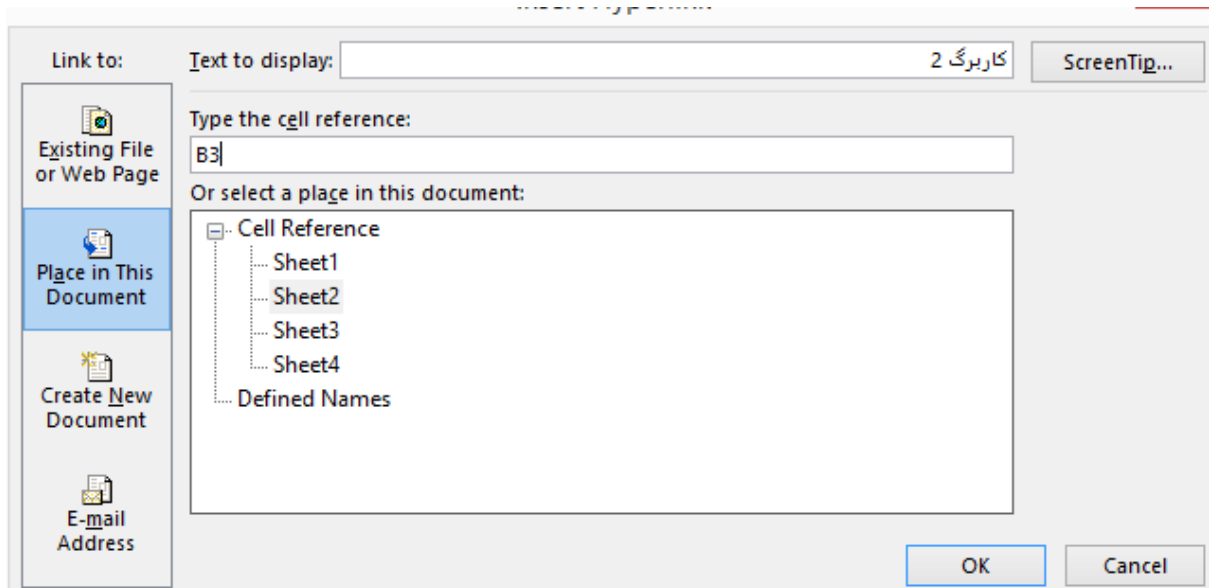 Link to:
Text to display:
کاربرگ 2
ScreenTip...
Existing File
or Web Page
Type the cell reference:
B3
Or select a place in this document:
Place in This
Document
Cell Reference
Sheet1
Sheet2
Sheet3
Sheet4
Defined Names
Create New
Document
E-mail
Address
OK
Cancel